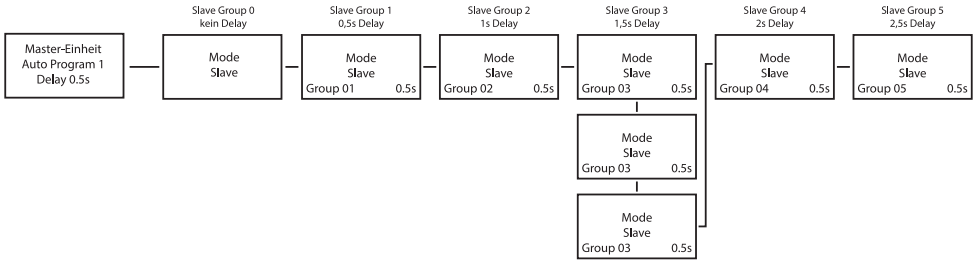 Slave Group 0
kein Delay
Slave Group 1
0,5s Delay
Slave Group 2
1s Delay
Slave Group 3
1,5s Delay
Slave Group 4
2s Delay
Slave Group 5
2,5s Delay
Master-Einheit
Auto Program 1
Delay 0.5s
Mode
Slave
Mode
Slave
Group 01 0.5s
Mode
Slave
Group 02 0.5s
Mode
Slave
Group 03 0.5s
Mode
Slave
Group 04 0.5s
Mode
Slave
Group 05 0.5s
Mode
Slave
Group 03 0.5s
Mode
Slave
Group 03 0.5s